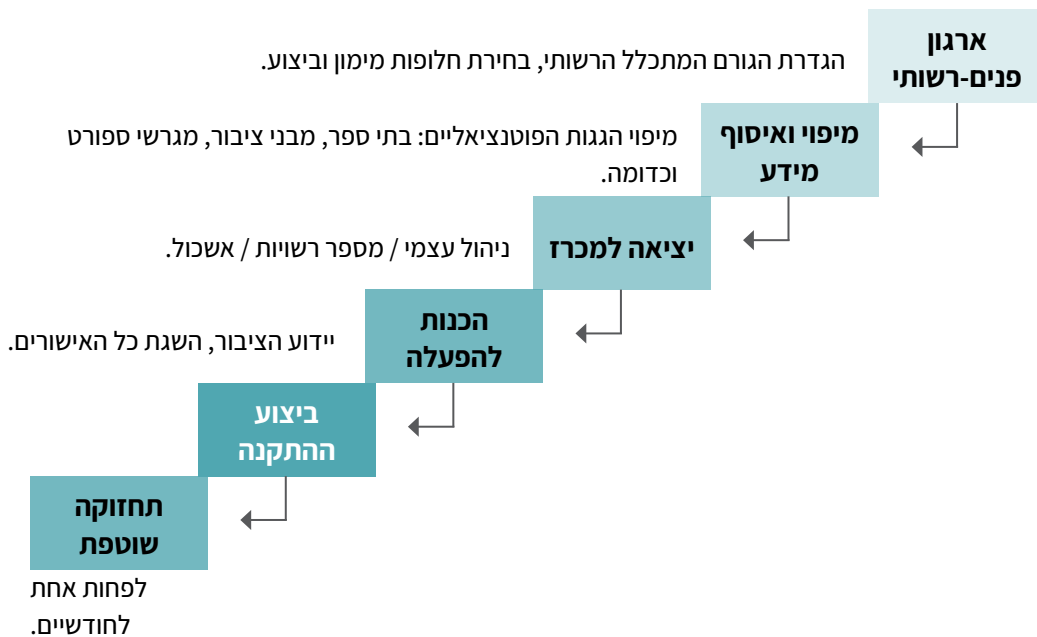 ארגון
פנים-רשותי
הגדרת הגורם המתכלל הרשותי, בחירת חלופות מימון וביצוע.
מיפוי ואיסוף
מידע
מיפוי הגגות הפוטנציאליים: בתי ספר, מבני ציבור, מגרשי ספורט
וכדומה.
יציאה למכרז
ניהול עצמי / מספר רשויות / אשכול.
הכנות
להפעלה
יידוע הציבור, השגת כל האישורים.
ביצוע
ההתקנה
תחזוקה
שוטפת
לפחות אחת
לחודשיים.